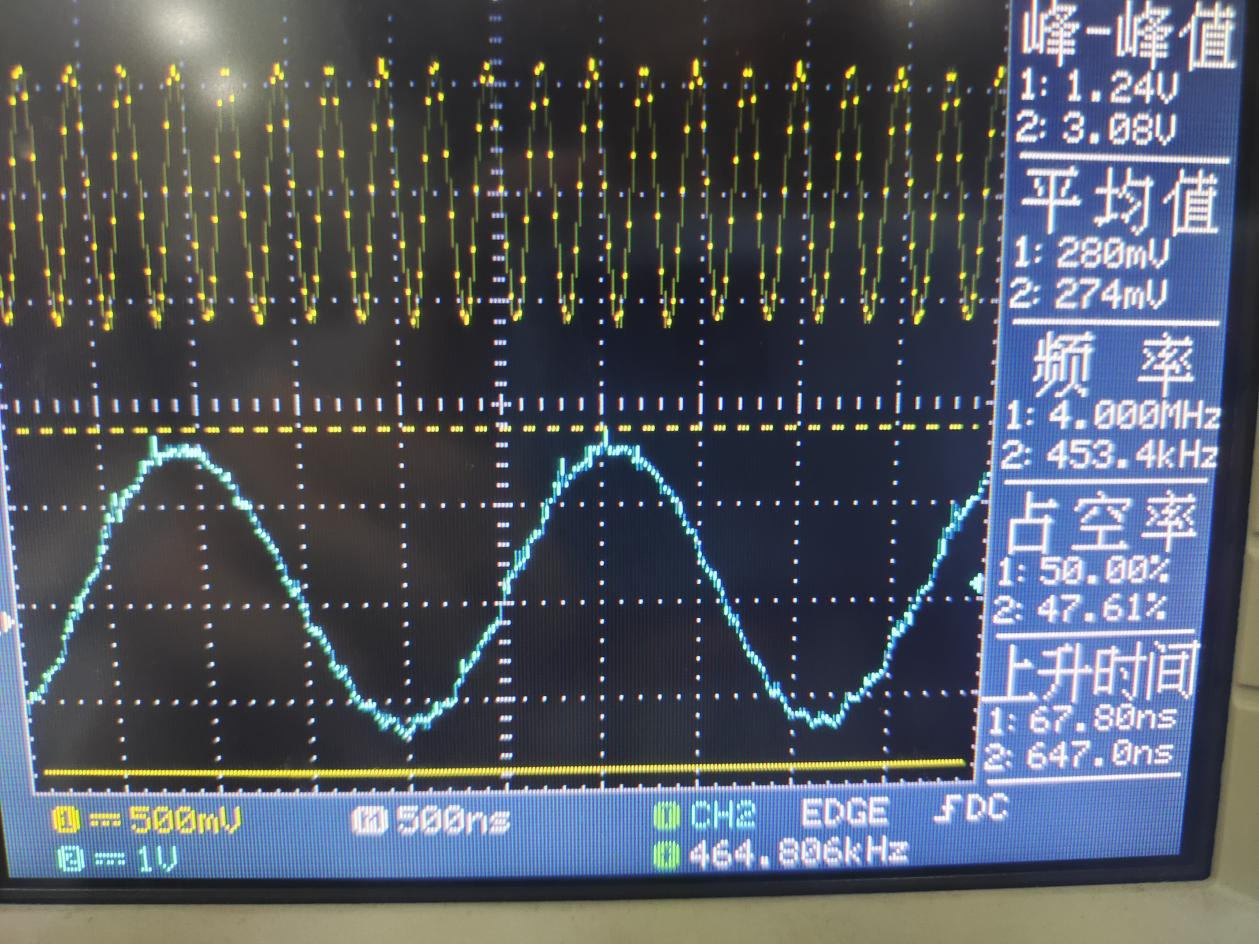 峰-峰值
1: 1.24V
2: 3.08V
平均值
1: 280mV
2: 274mV
频 率
1: 4.000MHz
2: 453.4kHz
占空率
1: 50.00%
2: 47.61%
上升时间
1: 67.80ns
2: 647.0ns
1 500mV M 500ns T CH2 EDGE DC
2 1V 464.806kHz